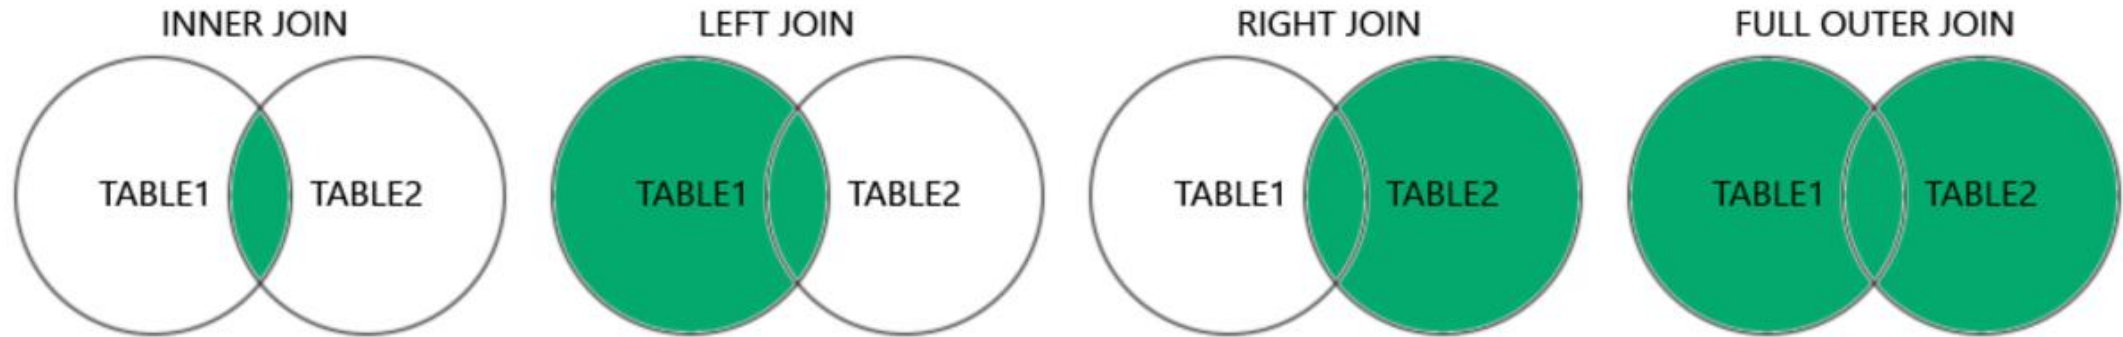 INNER JOIN
LEFT JOIN
RIGHT JOIN
FULL OUTER JOIN
TABLE1
TABLE2
TABLE1
TABLE2
TABLE1
TABLE2
TABLE1
TABLE2